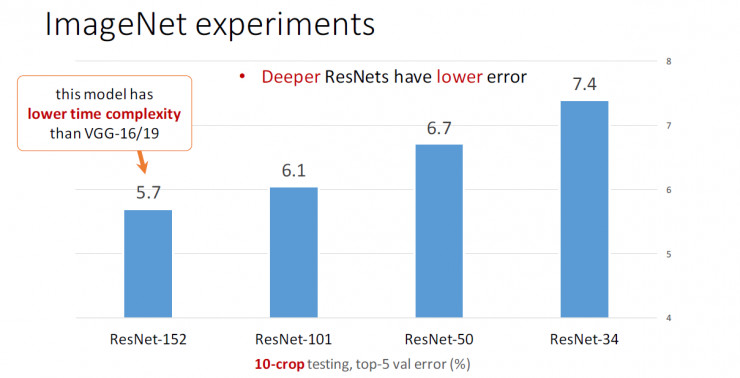 ImageNet experiments
• Deeper ResNets have lower error
this model has
lower time complexity
than VGG-16/19
5.7
6.1
6.7
7.4
8
7
6
5
4
ResNet-152
ResNet-101
ResNet-50
ResNet-34
10-crop testing, top-5 val error (%)